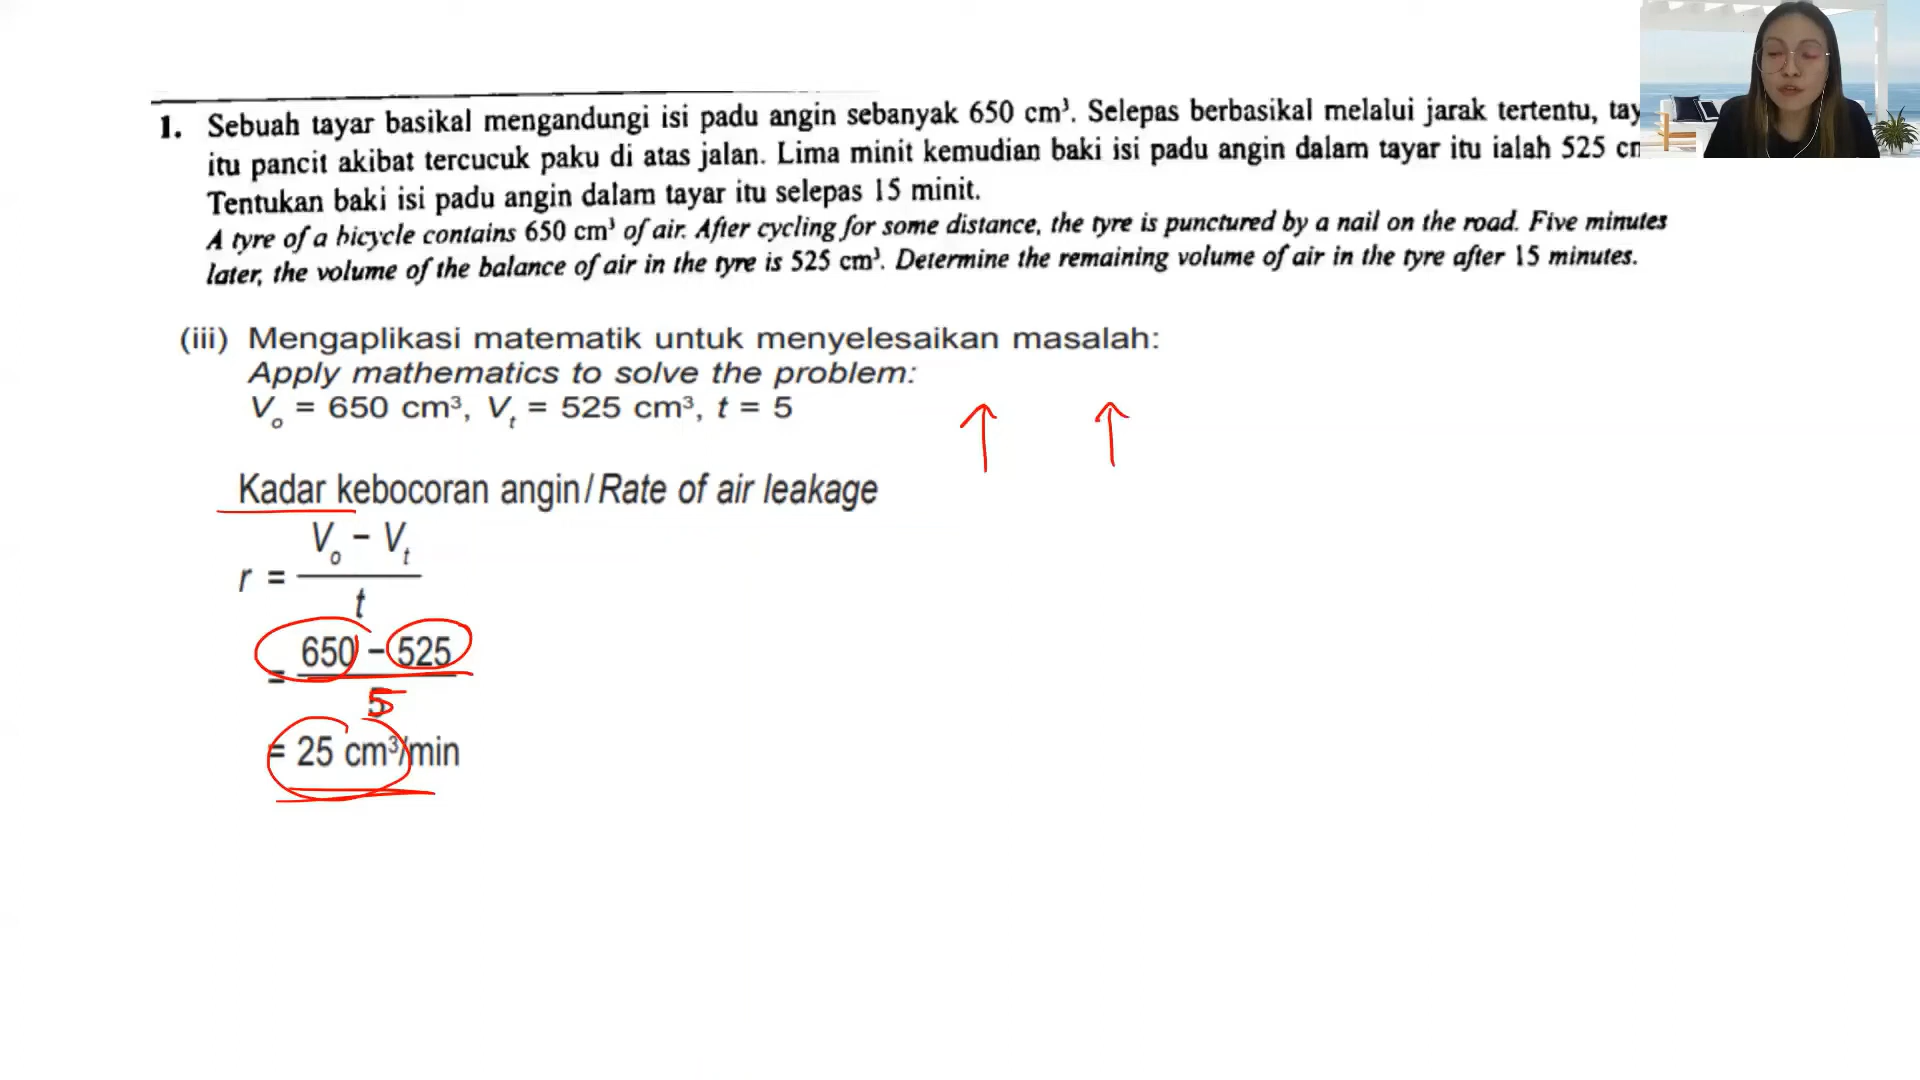 1. Sebuah tayar basikal mengandungi isi padu angin sebanyak 650 cm³. Selepas berbasikal melalui jarak tertentu, tay
itu pancit akibat tercucuk paku di atas jalan. Lima minit kemudian baki isi padu angin dalam tayar itu ialah 525 cm
Tentukan baki isi padu angin dalam tayar itu selepas 15 minit.
A tyre of a bicycle contains 650 cm³ of air. After cycling for some distance, the tyre is punctured by a nail on the road. Five minutes
later, the volume of the balance of air in the tyre is 525 cm³. Determine the remaining volume of air in the tyre after 15 minutes.
(iii) Mengaplikasi matematik untuk menyelesaikan masalah:
Apply mathematics to solve the problem:
V₀ = 650 cm³, Vₜ = 525 cm³, t = 5
Kadar kebocoran angin/Rate of air leakage
V₀ – Vₜ
r =
t
650 – 525
=
5
= 25 cm³/min